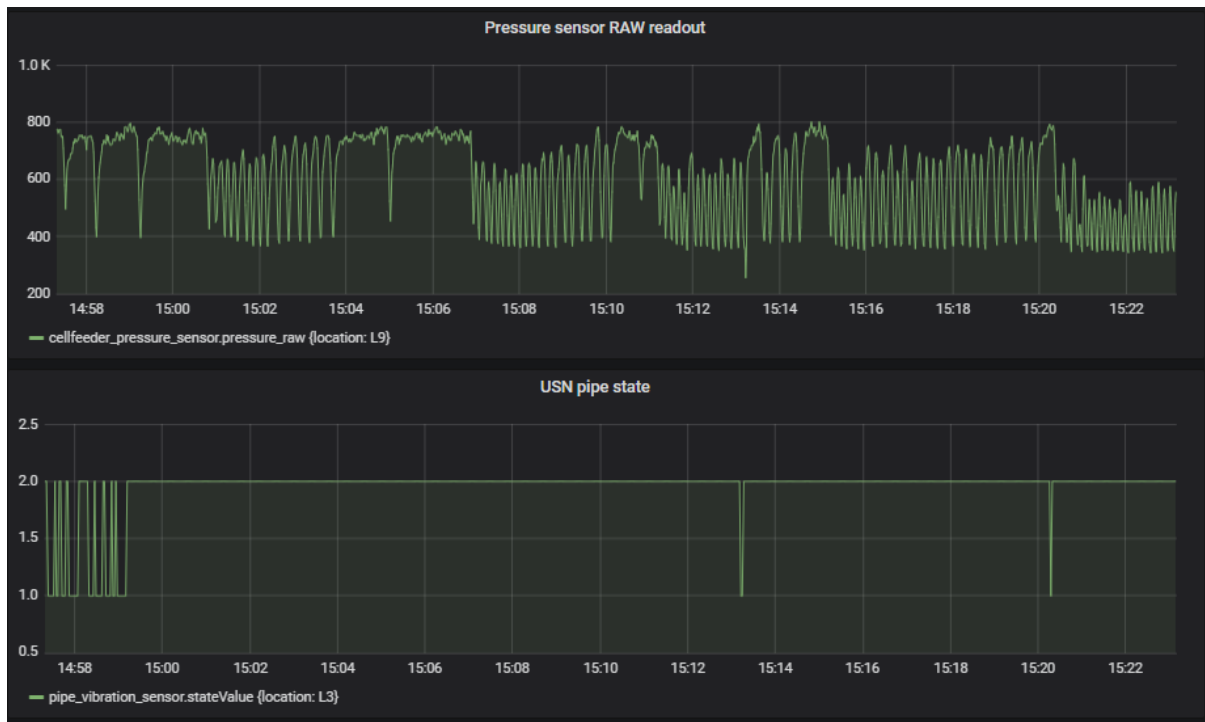 Pressure sensor RAW readout
1.0 K
800
600
400
200
14:58 15:00 15:02 15:04 15:06 15:08 15:10 15:12 15:14 15:16 15:18 15:20 15:22
cellfeeder_pressure_sensor.pressure_raw {location: L9}
USN pipe state
2.5
2.0
1.5
1.0
0.5
14:58 15:00 15:02 15:04 15:06 15:08 15:10 15:12 15:14 15:16 15:18 15:20 15:22
pipe_vibration_sensor.stateValue {location: L3}